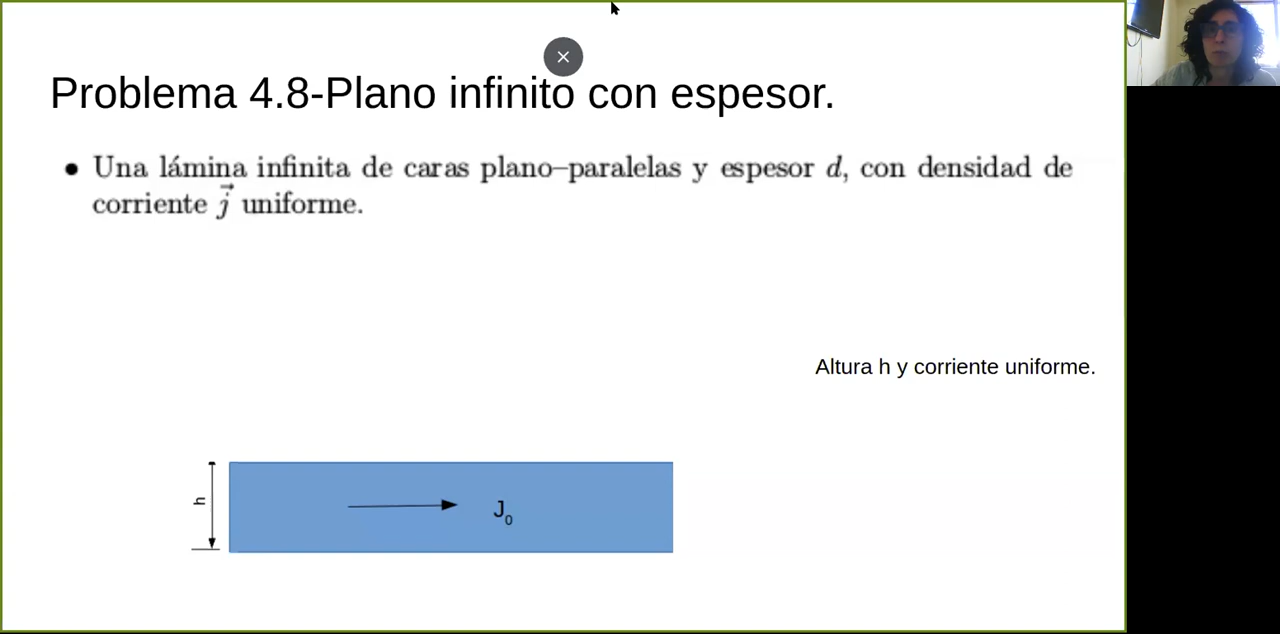 Problema 4.8-Plano infinito con espesor.
• Una lámina infinita de caras plano–paralelas y espesor d, con densidad de
corriente j⃗ uniforme.
Altura h y corriente uniforme.
h
J₀